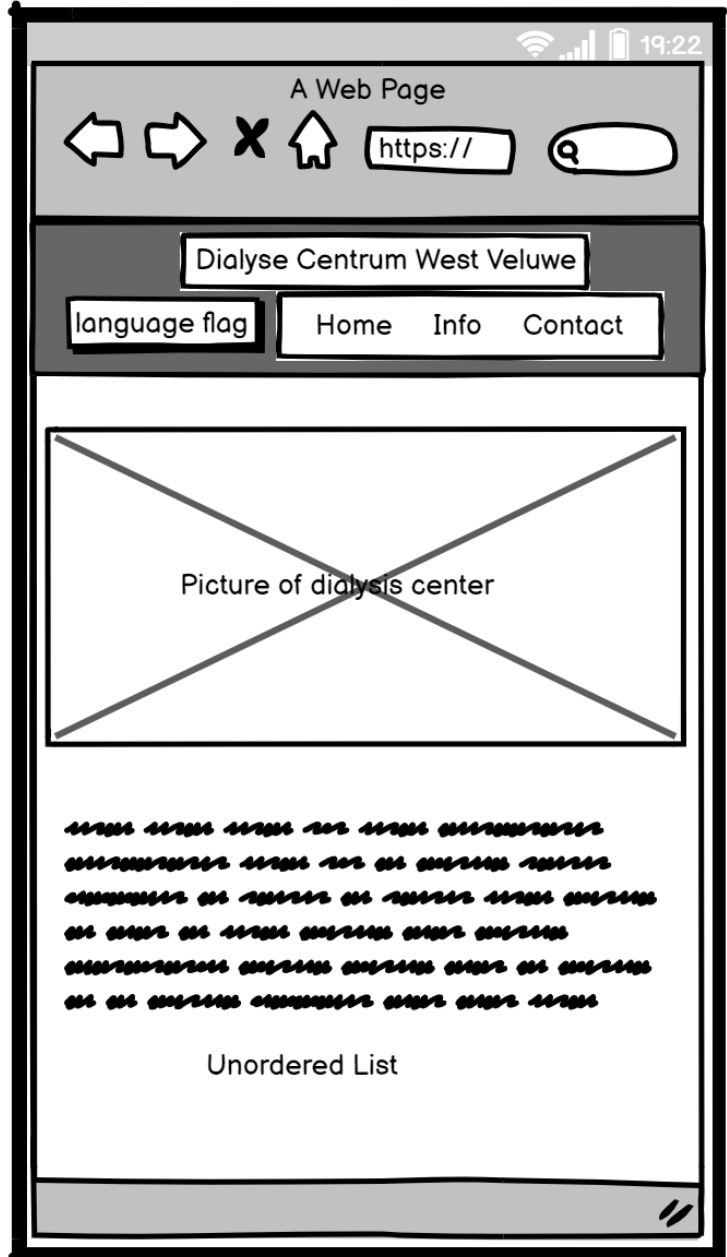 19:22
A Web Page
https://
Dialyse Centrum West Veluwe
language flag
Home Info Contact
Picture of dialysis center
Unordered List